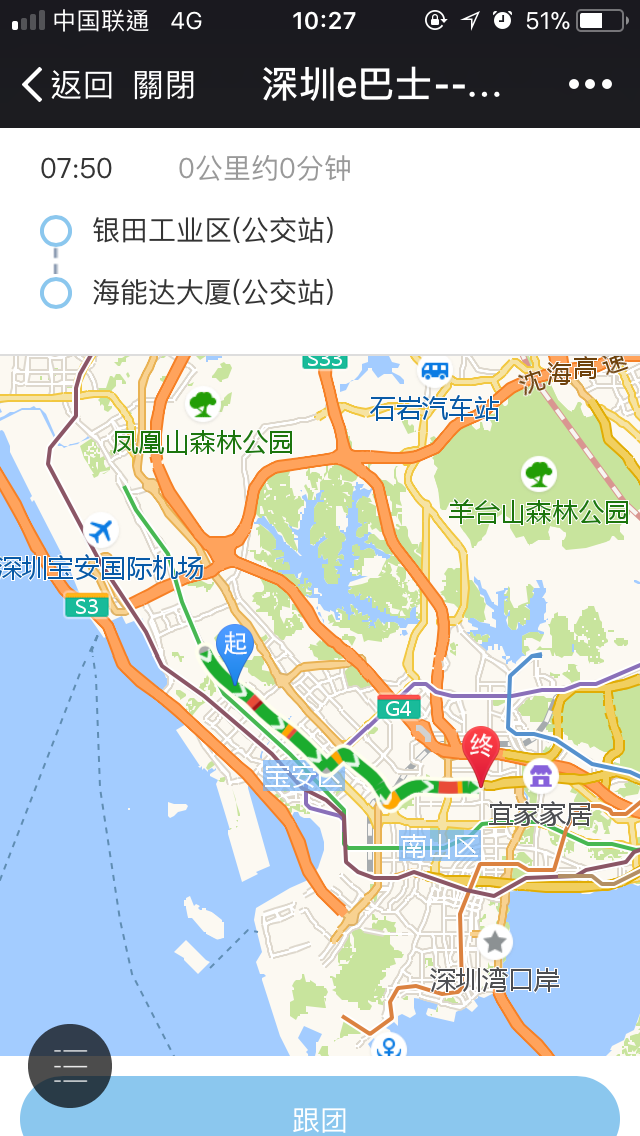 中国联通 4G 10:27 51%
返回 關閉 深圳e巴士--...
07:50 0公里约0分钟
银田工业区(公交站)
海能达大厦(公交站)
S33
沈海高速
石岩汽车站
凤凰山森林公园
羊台山森林公园
深圳宝安国际机场
S3
起
G4
终
宝安区
宜家家居
南山区
深圳湾口岸
跟团